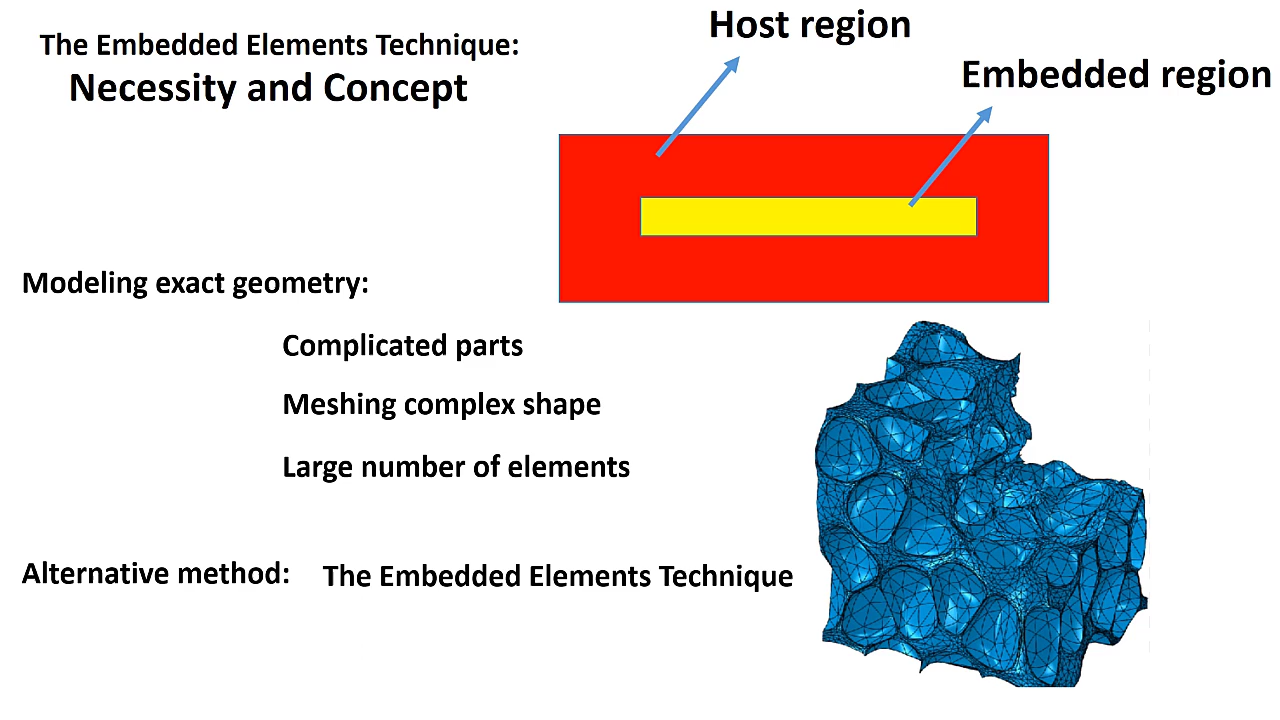 The Embedded Elements Technique:
Necessity and Concept
Host region
Embedded region
Modeling exact geometry:
Complicated parts
Meshing complex shape
Large number of elements
Alternative method:
The Embedded Elements Technique